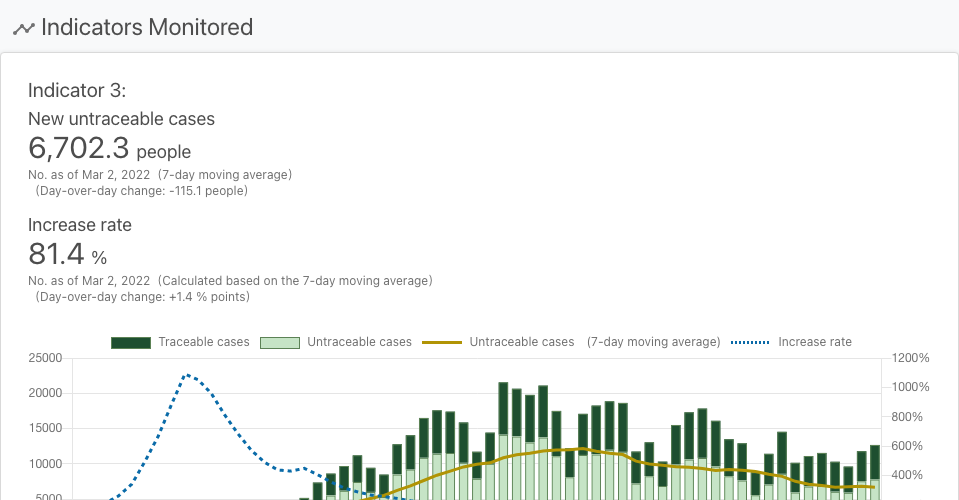 Indicators Monitored
Indicator 3:
New untraceable cases
6,702.3 people
No. as of Mar 2, 2022 (7-day moving average)
(Day-over-day change: -115.1 people)
Increase rate
81.4 %
No. as of Mar 2, 2022 (Calculated based on the 7-day moving average)
(Day-over-day change: +1.4 % points)
Traceable cases Untraceable cases Untraceable cases (7-day moving average) Increase rate
25000 1200%
20000 1000%
15000 800%
10000 600%
5000 400%